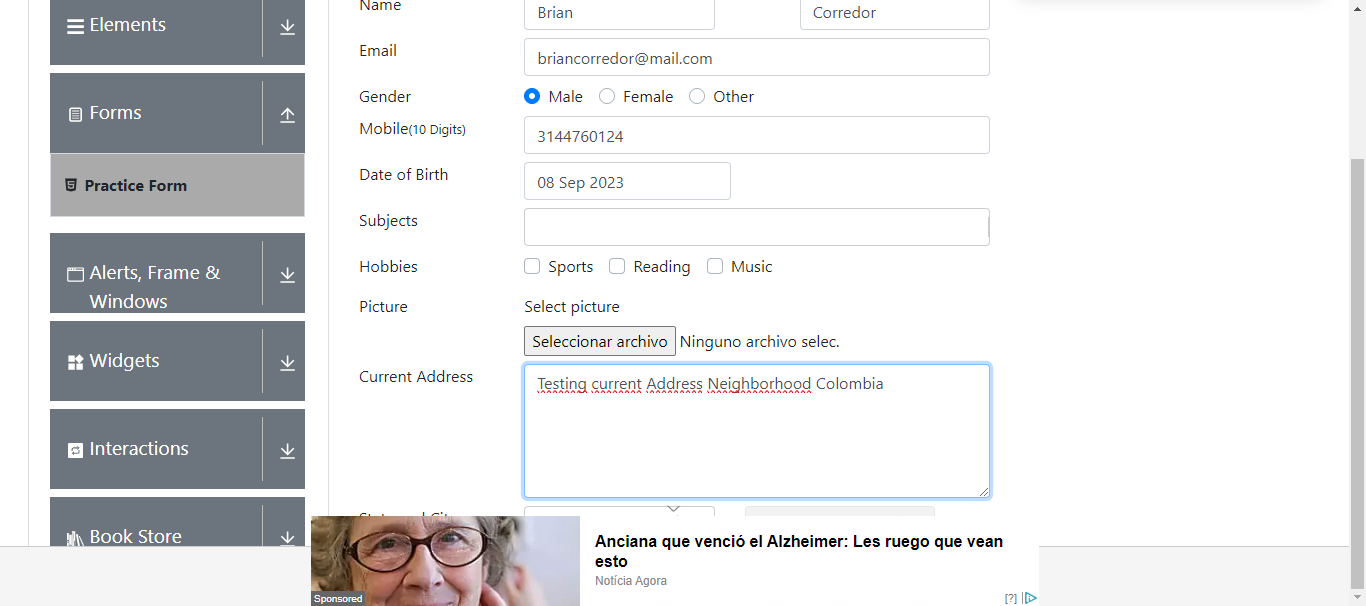 Elements
Forms
Practice Form
Alerts, Frame &
Windows
Widgets
Interactions
Book Store
Name
Brian
Corredor
Email
briancorredor@mail.com
Gender
Male
Female
Other
Mobile(10 Digits)
3144760124
Date of Birth
08 Sep 2023
Subjects
Hobbies
Sports
Reading
Music
Picture
Select picture
Seleccionar archivo
Ninguno archivo selec.
Current Address
Testing current Address Neighborhood Colombia
Sponsored
Anciana que venció el Alzheimer: Les ruego que vean
esto
Notícia Agora
[?]